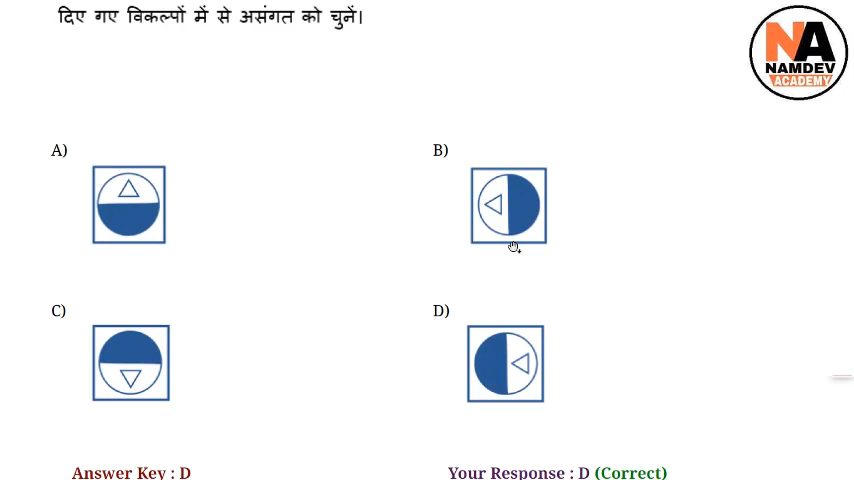 दिए गए विकल्पों में से असंगत को चुनें।
NA
NAMDEV
ACADEMY
A)
B)
C)
D)
Answer Key : D
Your Response : D (Correct)